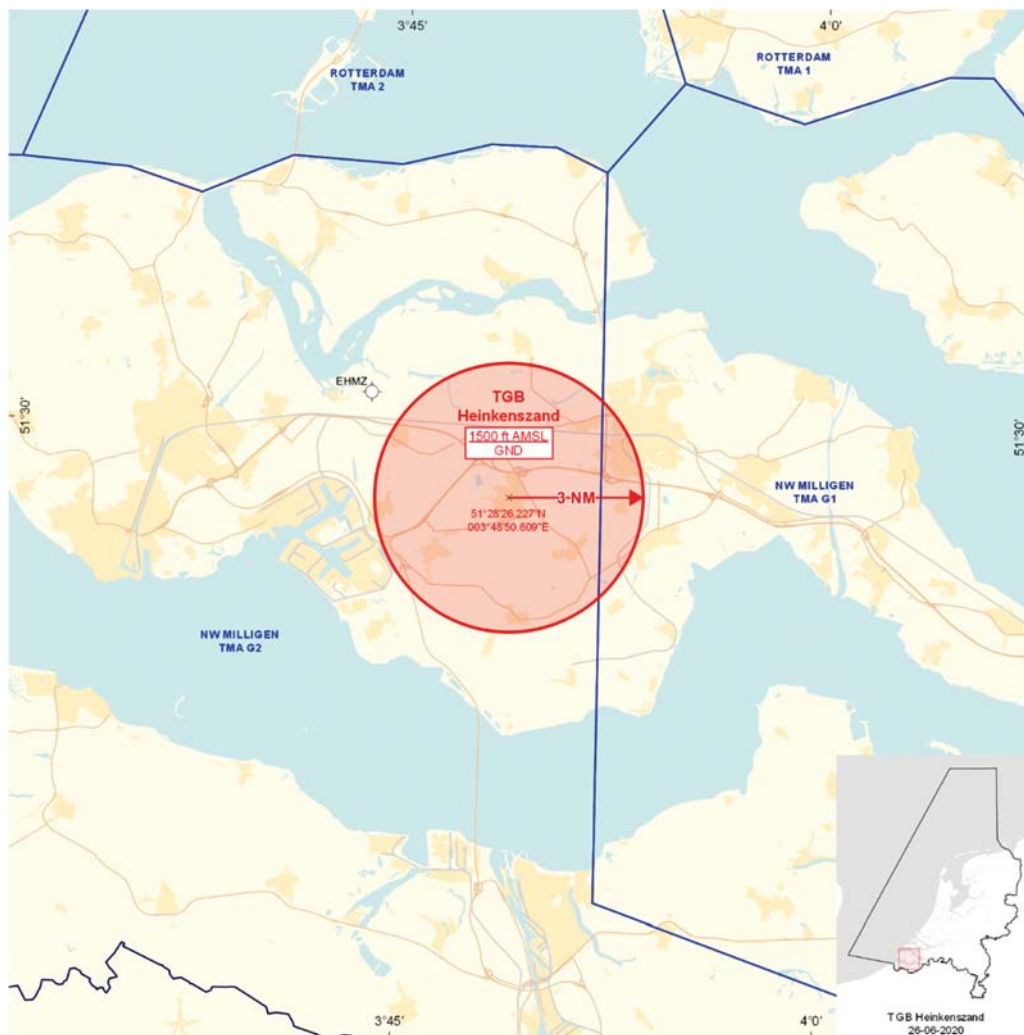 3°45'
4°0'
ROTTERDAM
TMA 1
ROTTERDAM
TMA 2
EHMZ
TGB
Heinkenszand
1500 ft AMSL
GND
51°30'
51°30'
3 NM
51°28'26.227"N
003°48'50.609"E
NW MILLIGEN
TMA G1
NW MILLIGEN
TMA G2
3°45'
4°0'
TGB Heinkenszand
26-06-2020